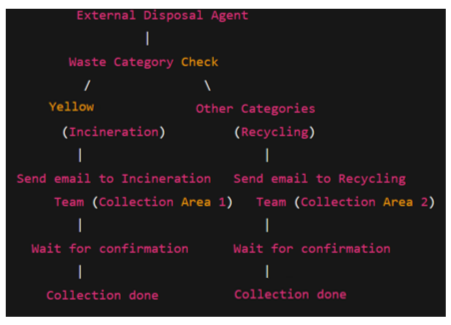 External Disposal Agent
|
Waste Category Check
/ \
Yellow Other Categories
(Incineration) (Recycling)
| |
Send email to Incineration Send email to Recycling
Team (Collection Area 1) Team (Collection Area 2)
| |
Wait for confirmation Wait for confirmation
| |
Collection done Collection done